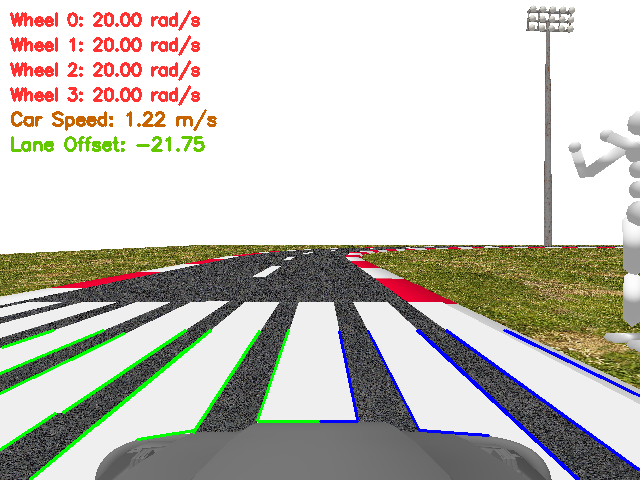 Wheel 0: 20.00 rad/s
Wheel 1: 20.00 rad/s
Wheel 2: 20.00 rad/s
Wheel 3: 20.00 rad/s
Car Speed: 1.22 m/s
Lane Offset: -21.75